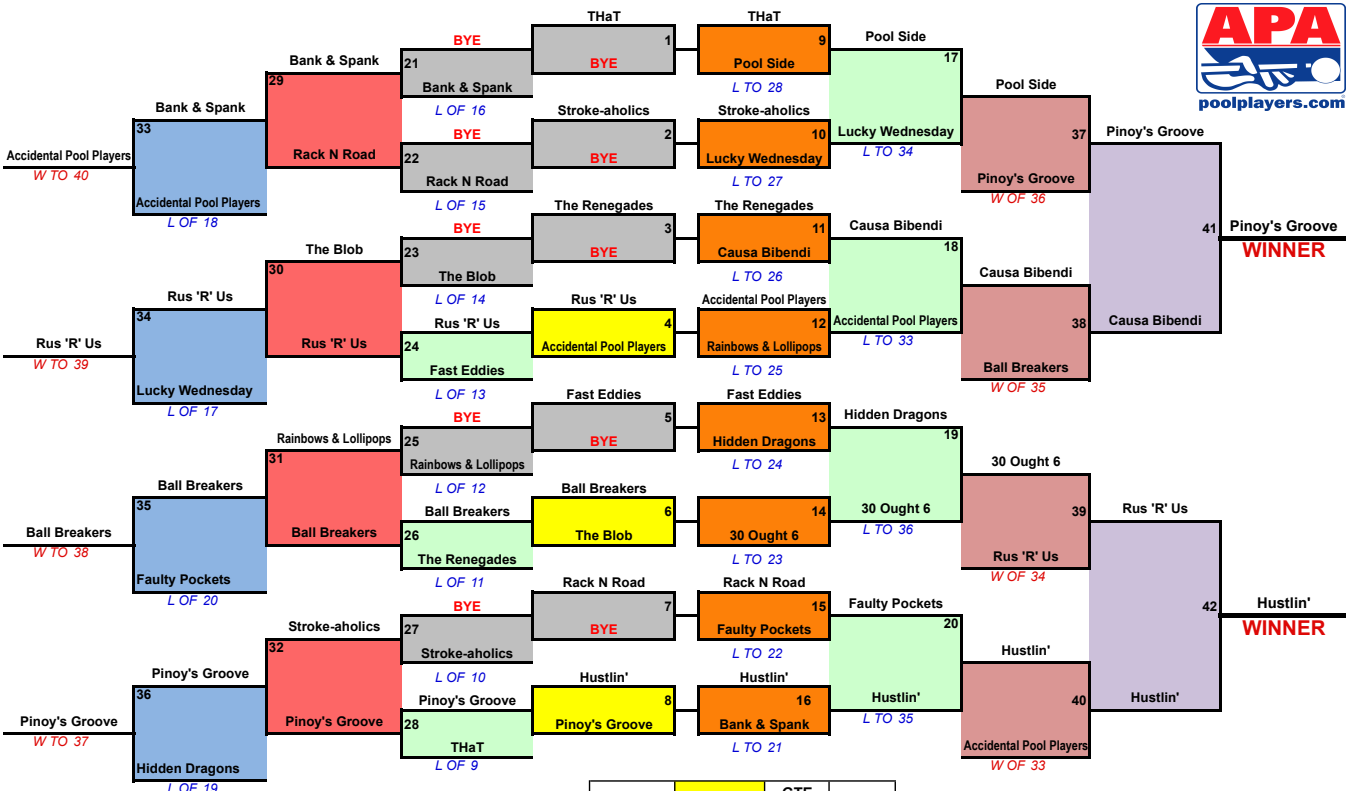 THaT
THaT
APA
poolplayers.com
BYE
1
9
Pool Side
Bank & Spank
21
BYE
Pool Side
17
29
Bank & Spank
L TO 28
Pool Side
Bank & Spank
L OF 16
Stroke-aholics
Stroke-aholics
33
BYE
2
10
Lucky Wednesday
37
Pinoy's Groove
Accidental Pool Players
Rack N Road
22
BYE
Lucky Wednesday
L TO 34
W TO 40
Rack N Road
L TO 27
Pinoy's Groove
Accidental Pool Players
L OF 15
The Renegades
The Renegades
W OF 36
L OF 18
BYE
3
11
Causa Bibendi
41
Pinoy's Groove
The Blob
23
BYE
Causa Bibendi
18
WINNER
30
The Blob
L TO 26
Causa Bibendi
Rus 'R' Us
L OF 14
Rus 'R' Us
Accidental Pool Players
34
Rus 'R' Us
4
12
Accidental Pool Players
38
Causa Bibendi
Rus 'R' Us
Rus 'R' Us
24
Accidental Pool Players
Rainbows & Lollipops
L TO 33
W TO 39
Fast Eddies
L TO 25
Ball Breakers
Lucky Wednesday
L OF 13
Fast Eddies
Fast Eddies
W OF 35
L OF 17
BYE
5
13
Hidden Dragons
Rainbows & Lollipops
25
BYE
Hidden Dragons
19
31
Rainbows & Lollipops
L TO 24
30 Ought 6
Ball Breakers
L OF 12
Ball Breakers
35
Ball Breakers
6
14
30 Ought 6
39
Rus 'R' Us
Ball Breakers
Ball Breakers
26
The Blob
30 Ought 6
L TO 36
W TO 38
The Renegades
L TO 23
Rus 'R' Us
Faulty Pockets
L OF 11
Rack N Road
Rack N Road
W OF 34
L OF 20
BYE
7
15
Faulty Pockets
42
Hustlin'
Stroke-aholics
27
BYE
Faulty Pockets
20
WINNER
32
Stroke-aholics
L TO 22
Hustlin'
Pinoy's Groove
L OF 10
Hustlin'
Hustlin'
36
Pinoy's Groove
8
16
Hustlin'
40
Hustlin'
Pinoy's Groove
Pinoy's Groove
28
Pinoy's Groove
Bank & Spank
L TO 35
W TO 37
THaT
L TO 21
Accidental Pool Players
Hidden Dragons
L OF 9
W OF 33
L OF 19